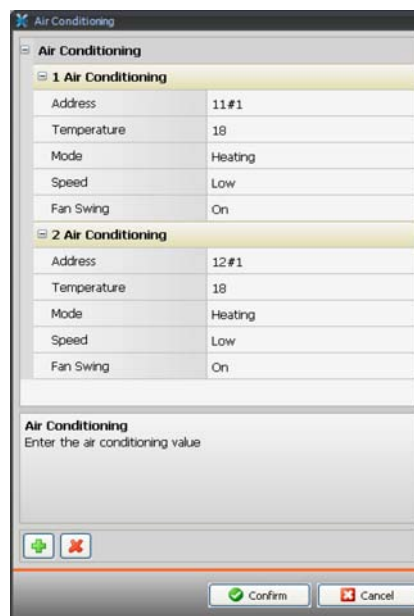 Air Conditioning
Air Conditioning
1 Air Conditioning
Address 11#1
Temperature 18
Mode Heating
Speed Low
Fan Swing On
2 Air Conditioning
Address 12#1
Temperature 18
Mode Heating
Speed Low
Fan Swing On
Air Conditioning
Enter the air conditioning value
Confirm Cancel